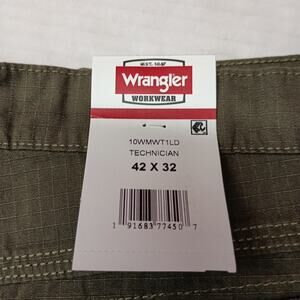 EST. 1947
Wrangler
WORKWEAR
10WMWT1LD
TECHNICIAN
42 X 32
1 91683 77450 7